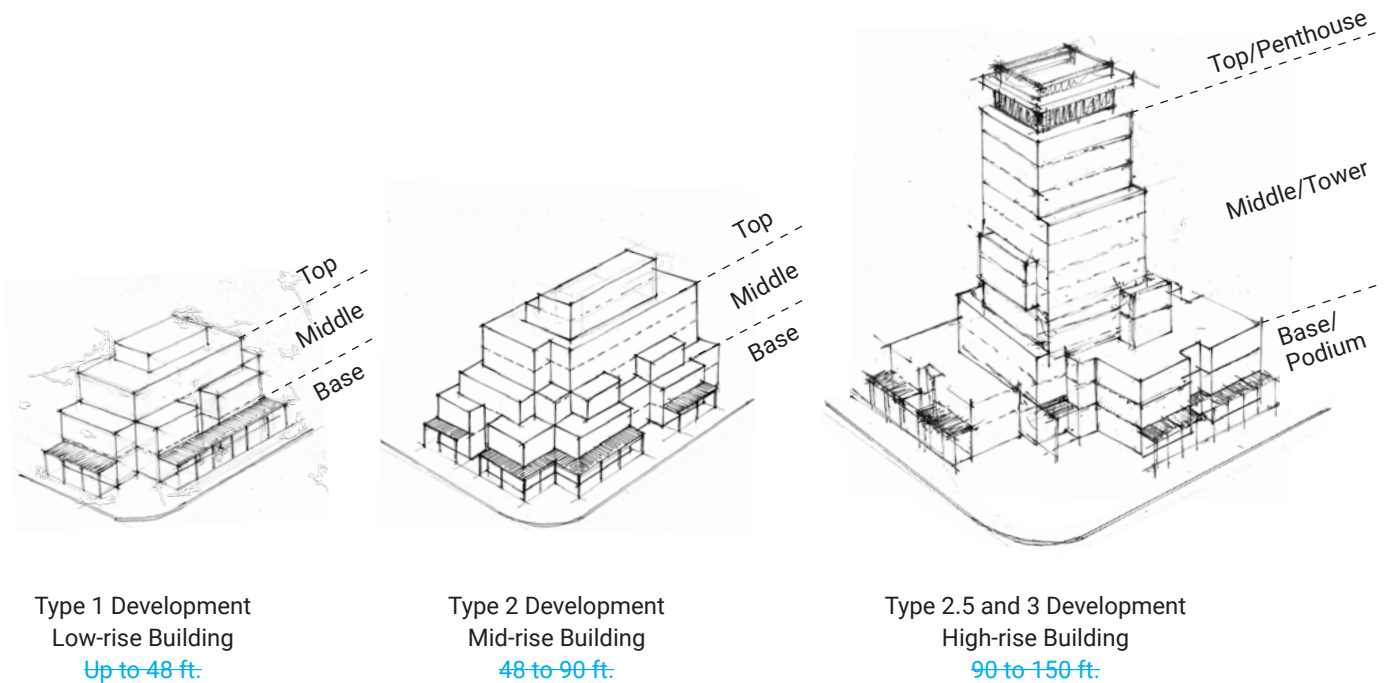 Top
Middle
Base
Type 1 Development
Low-rise Building
Up to 48 ft.
Top
Middle
Base
Type 2 Development
Mid-rise Building
48 to 90 ft.
Top/Penthouse
Middle/Tower
Base/
Podium
Type 2.5 and 3 Development
High-rise Building
90 to 150 ft.